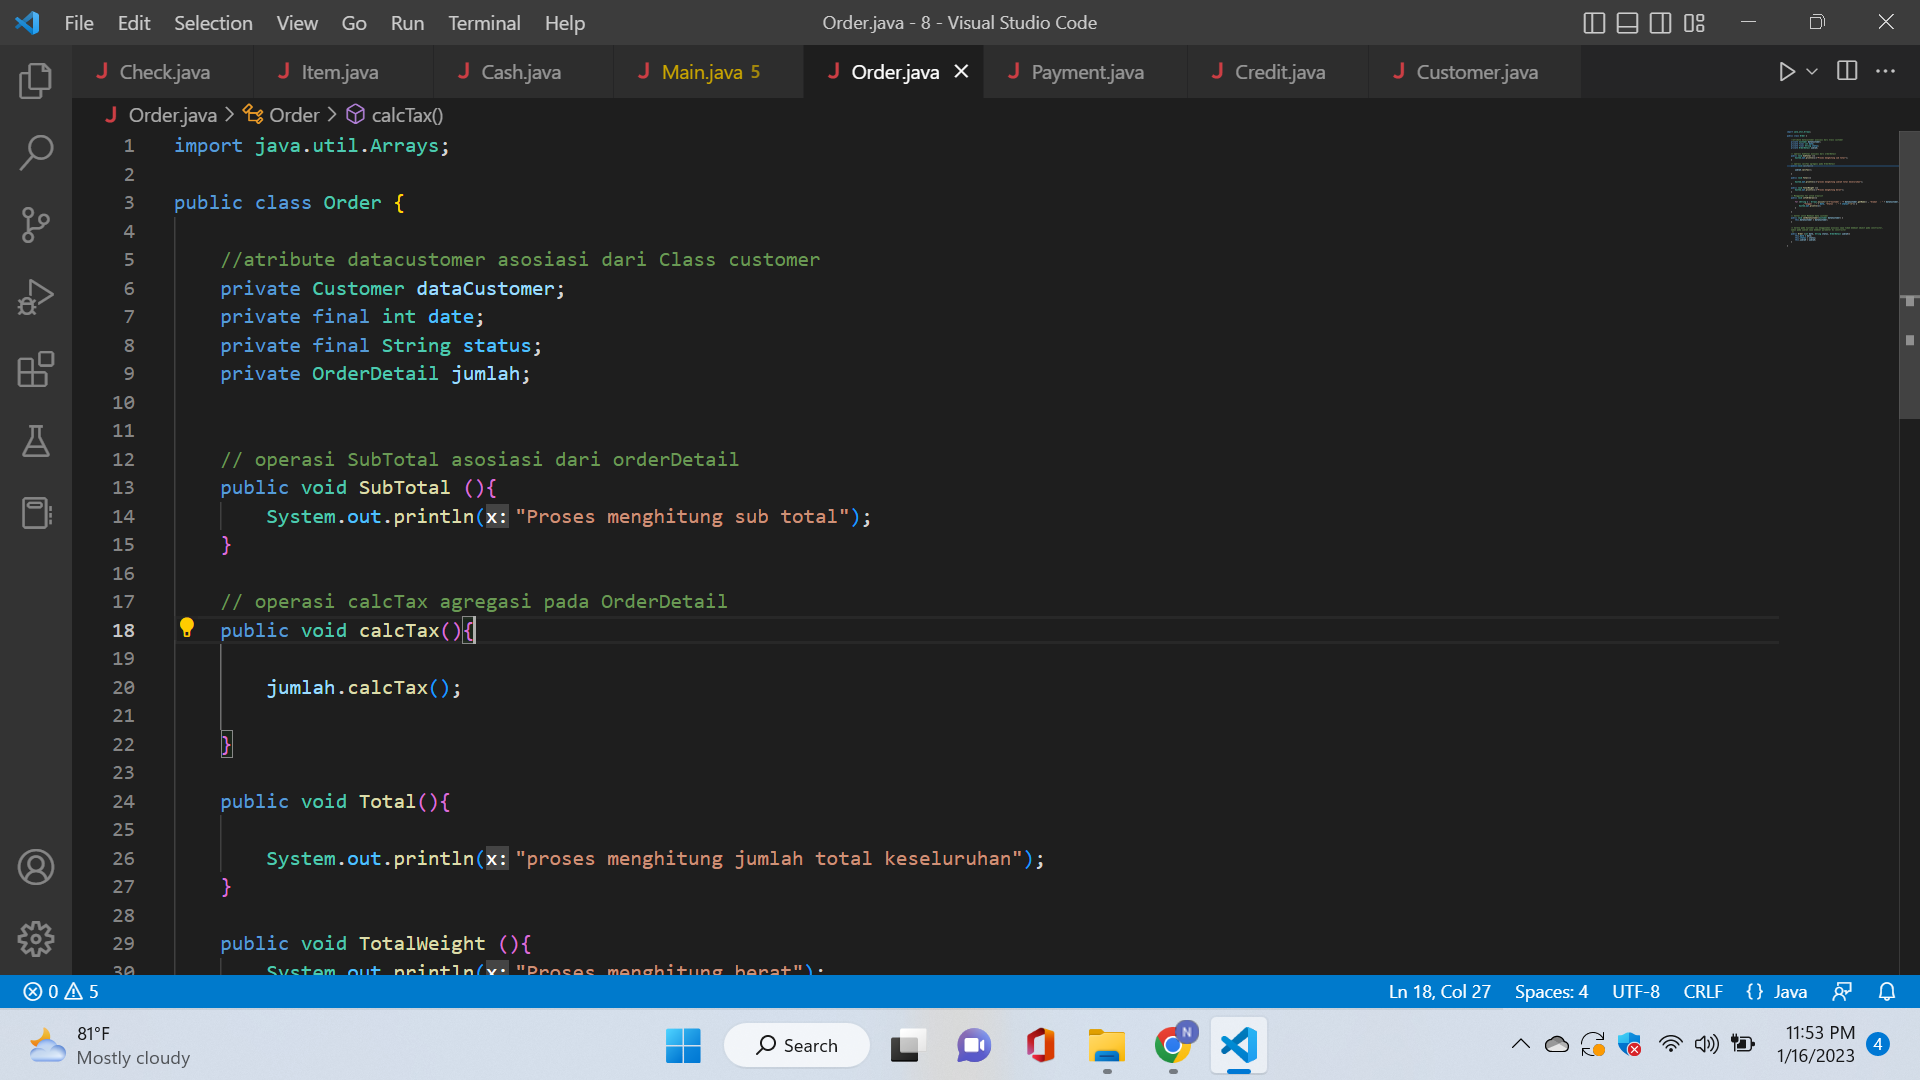 File Edit Selection View Go Run Terminal Help
Order.java - 8 - Visual Studio Code
Check.java Item.java Cash.java Main.java 5 Order.java Payment.java Credit.java Customer.java
Order.java > Order > calcTax()
1 import java.util.Arrays;
2
3 public class Order {
4
5 //atribute datacustomer asosiasi dari Class customer
6 private Customer dataCustomer;
7 private final int date;
8 private final String status;
9 private OrderDetail jumlah;
10
11
12 // operasi SubTotal asosiasi dari orderDetail
13 public void SubTotal (){
14 System.out.println(x: "Proses menghitung sub total");
15 }
16
17 // operasi calcTax agregasi pada OrderDetail
18 public void calcTax(){
19
20 jumlah.calcTax();
21
22 }
23
24 public void Total(){
25
26 System.out.println(x: "proses menghitung jumlah total keseluruhan");
27 }
28
29 public void TotalWeight (){
30 System.out.println(x: "Proses menghitung berat");
0 5
Ln 18, Col 27 Spaces: 4 UTF-8 CRLF {} Java
81°F
Mostly cloudy
Search
N
11:53 PM
1/16/2023
4